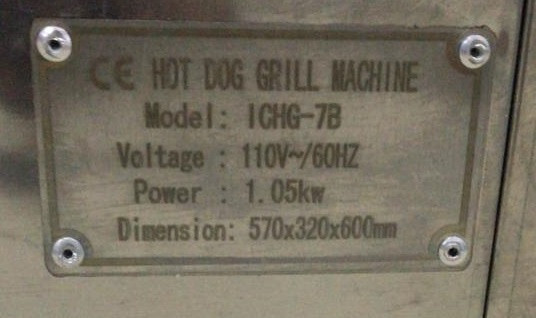 CE HOT DOG GRILL MACHINE
Model: ICHG-7B
Voltage : 110V~/60HZ
Power : 1.05kw
Dimension: 570x320x600mm